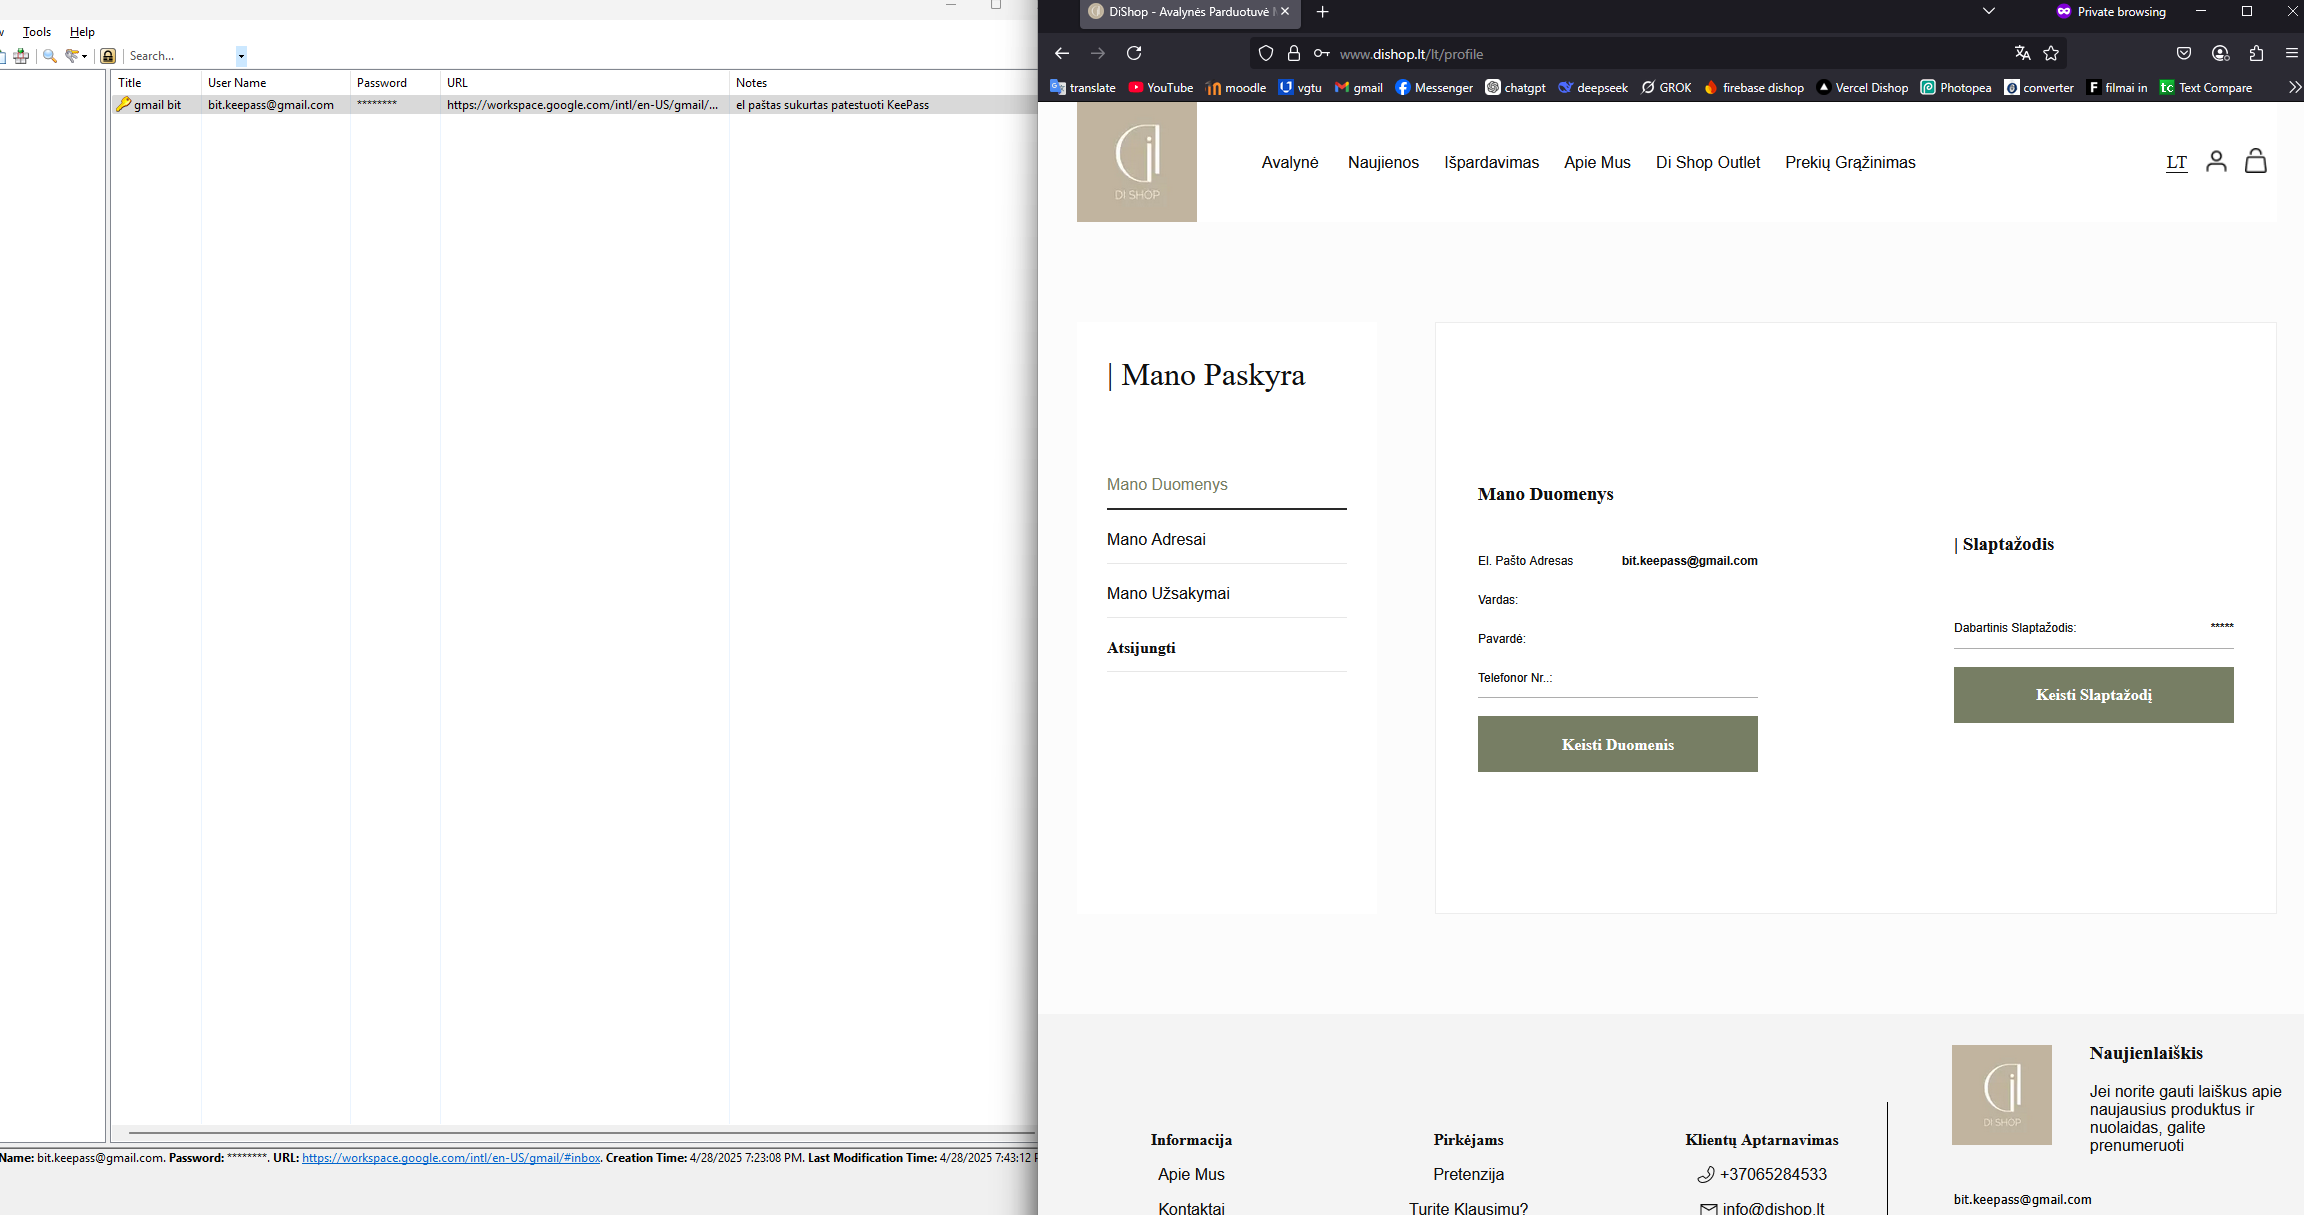 Tools Help
Search...
Title User Name Password URL Notes
gmail bit bit.keepass@gmail.com ******** https://workspace.google.com/intl/en-US/gmail/... el paštas sukurtas patestuoti KeePass
Name: bit.keepass@gmail.com. Password: ********. URL: https://workspace.google.com/intl/en-US/gmail/#inbox. Creation Time: 4/28/2025 7:23:08 PM. Last Modification Time: 4/28/2025 7:43:12
DiShop - Avalynės Parduotuvė
Private browsing
www.dishop.lt/lt/profile
translate YouTube moodle vgtu gmail Messenger chatgpt deepseek GROK firebase dishop Vercel Dishop Photopea converter filmai in Text Compare
DI SHOP
Avalynė Naujienos Išpardavimas Apie Mus Di Shop Outlet Prekių Grąžinimas LT
| Mano Paskyra
Mano Duomenys
Mano Adresai
Mano Užsakymai
Atsijungti
Mano Duomenys
El. Pašto Adresas bit.keepass@gmail.com
Vardas:
Pavardė:
Telefonor Nr..:
Keisti Duomenis
| Slaptažodis
Dabartinis Slaptažodis: *****
Keisti Slaptažodį
Informacija
Apie Mus
Kontaktai
Pirkėjams
Pretenzija
Turite Klausimų?
Klientų Aptarnavimas
+37065284533
info@dishop.lt
DI SHOP
Naujienlaiškis
Jei norite gauti laiškus apie
naujausius produktus ir
nuolaidas, galite
prenumeruoti
bit.keepass@gmail.com